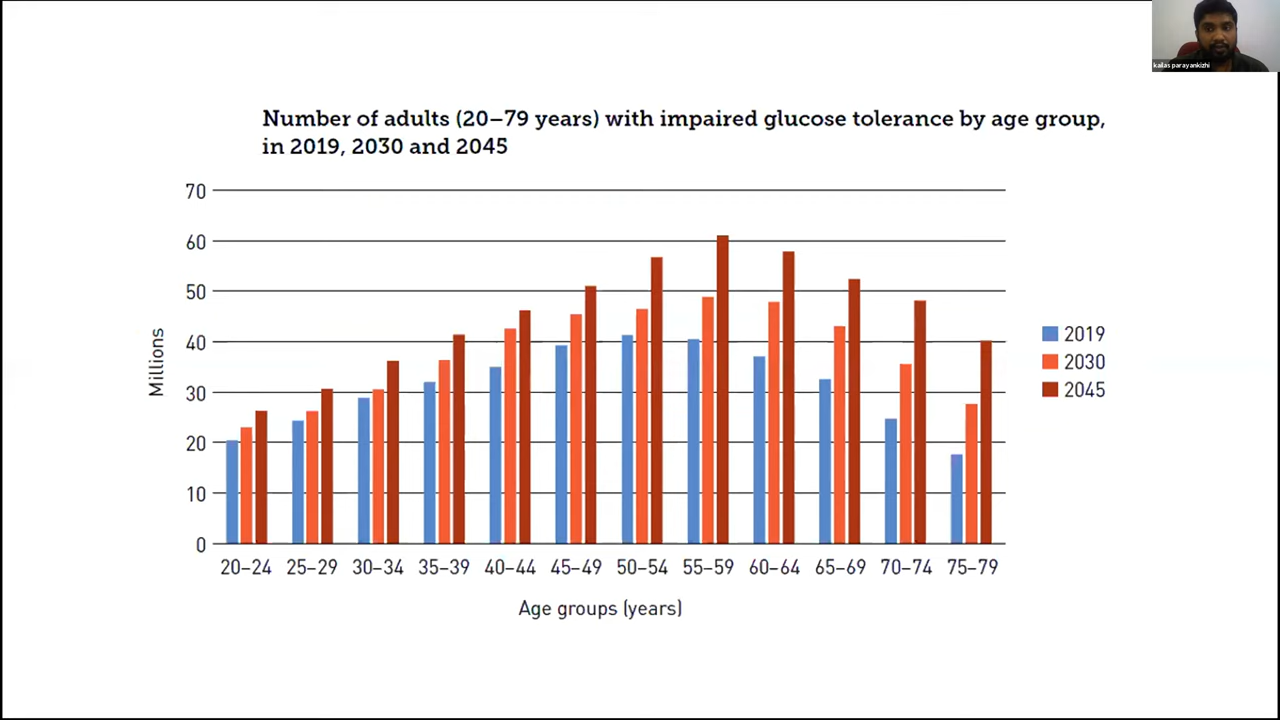 kailas parayankizhi
Number of adults (20–79 years) with impaired glucose tolerance by age group,
in 2019, 2030 and 2045
70
60
50
40
30
20
10
0
Millions
20–24 25–29 30–34 35–39 40–44 45–49 50–54 55–59 60–64 65–69 70–74 75–79
Age groups (years)
2019
2030
2045